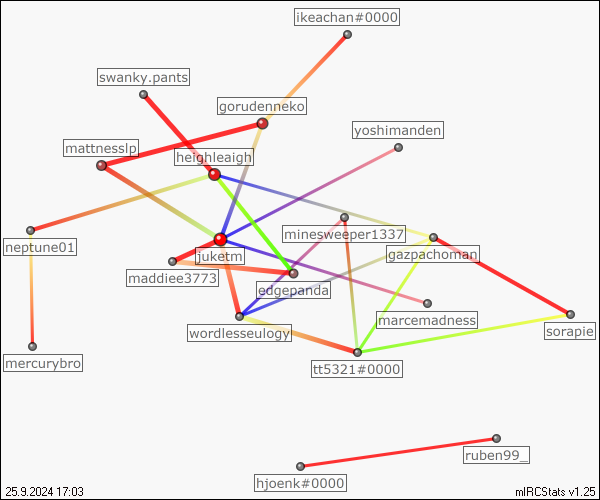 ikeachan#0000
swanky.pants
gorudenneko
yoshimanden
mattnesslp
heighleaigh
minesweeper1337
neptune01
gazpachoman
juketm
maddiee3773
edgepanda
marcemadness
wordlesseulogy
sorapie
mercurybro
tt5321#0000
ruben99_
hjoenk#0000
25.9.2024 17:03
mIRCStats v1.25